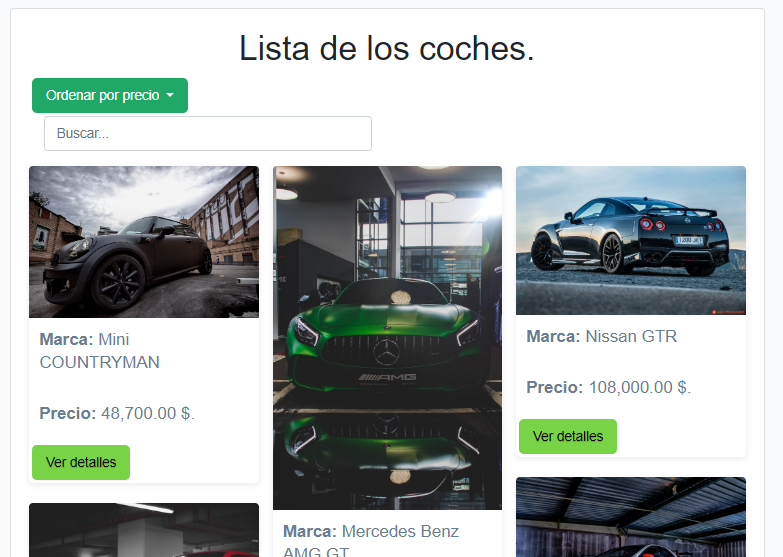 Lista de los coches.
Ordenar por precio
Buscar...
Marca: Mini
COUNTRYMAN
Precio: 48,700.00 $.
Ver detalles
AMG
Marca: Mercedes Benz
AMG GT
Marca: Nissan GTR
Precio: 108,000.00 $.
Ver detalles